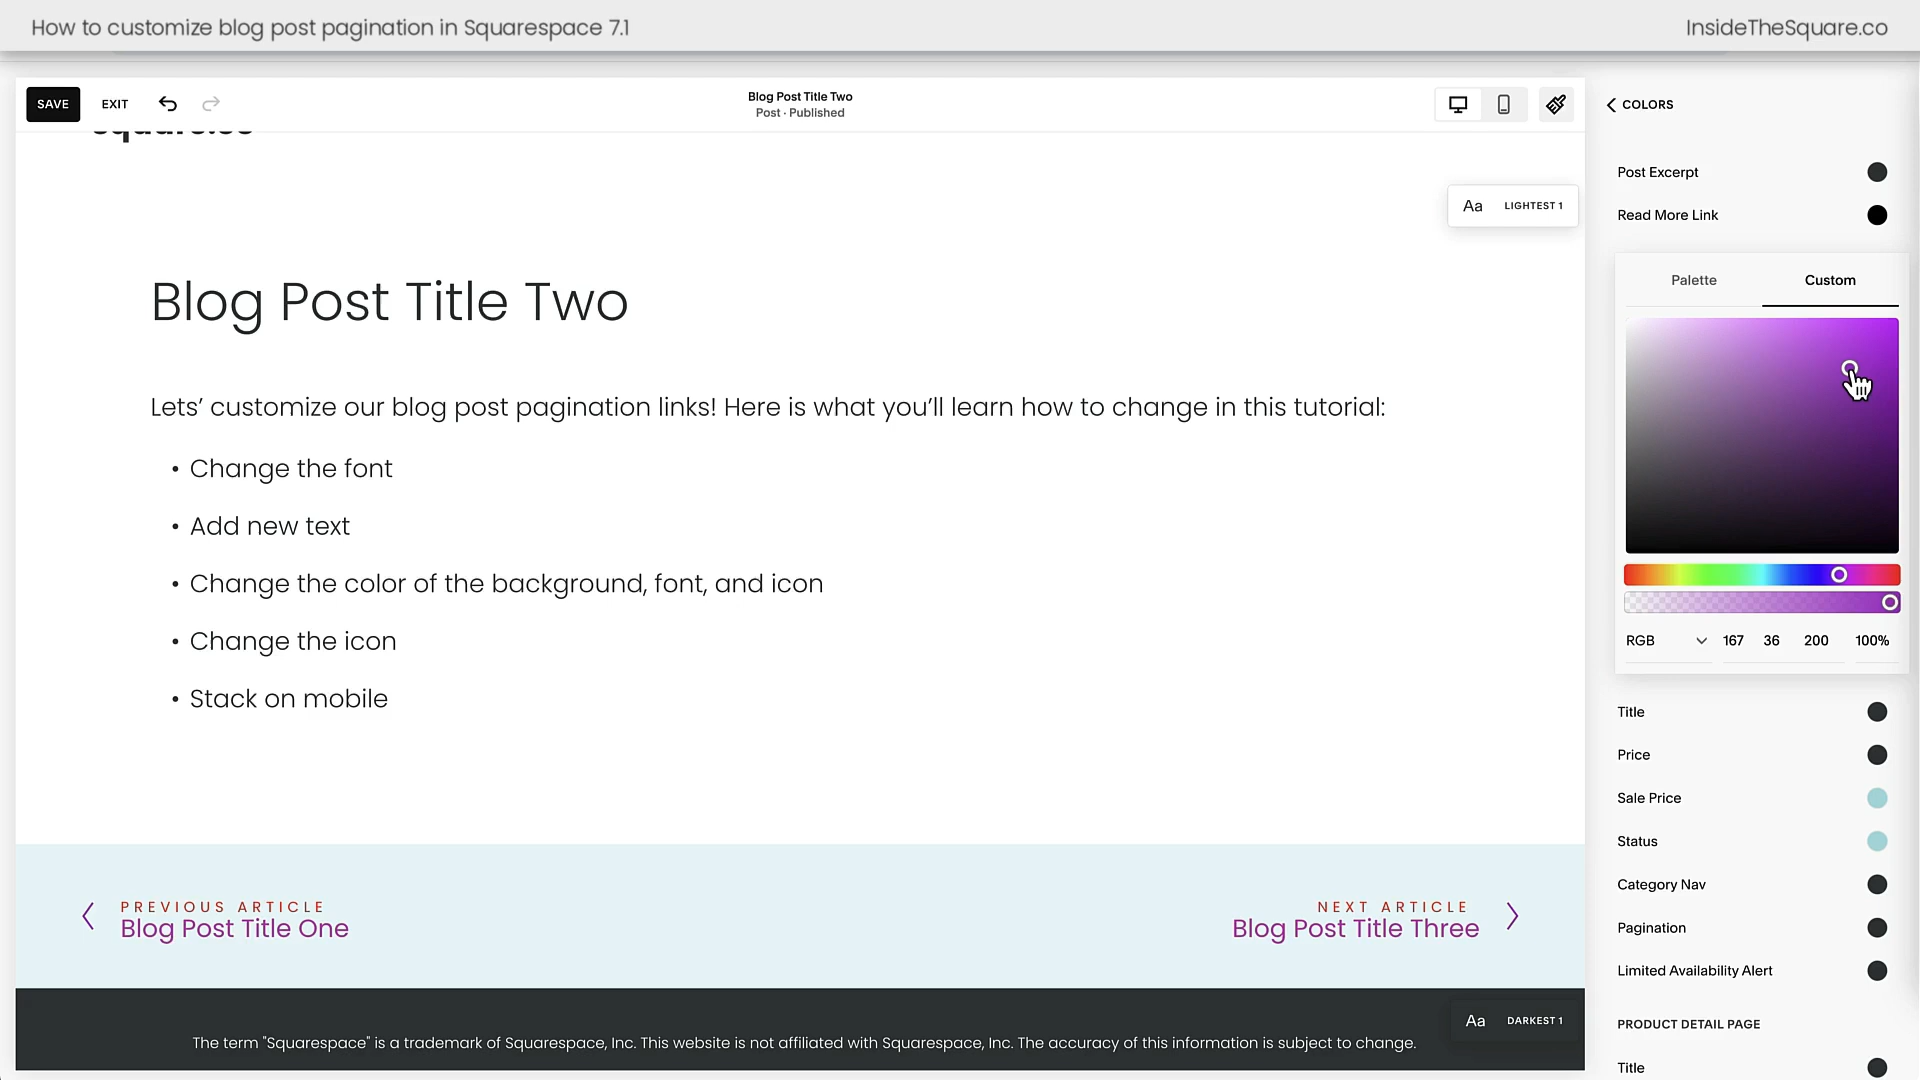 How to customize blog post pagination in Squarespace 7.1
InsideTheSquare.co
SAVE EXIT
Blog Post Title Two
Post · Published
COLORS
Post Excerpt
Aa LIGHTEST 1
Read More Link
Palette Custom
Blog Post Title Two
Lets’ customize our blog post pagination links! Here is what you’ll learn how to change in this tutorial:
• Change the font
• Add new text
• Change the color of the background, font, and icon
• Change the icon
• Stack on mobile
RGB 167 36 200 100%
Title
Price
Sale Price
Status
Category Nav
Pagination
Limited Availability Alert
PRODUCT DETAIL PAGE
Title
PREVIOUS ARTICLE
Blog Post Title One
NEXT ARTICLE
Blog Post Title Three
Aa DARKEST 1
The term "Squarespace" is a trademark of Squarespace, Inc. This website is not affiliated with Squarespace, Inc. The accuracy of this information is subject to change.